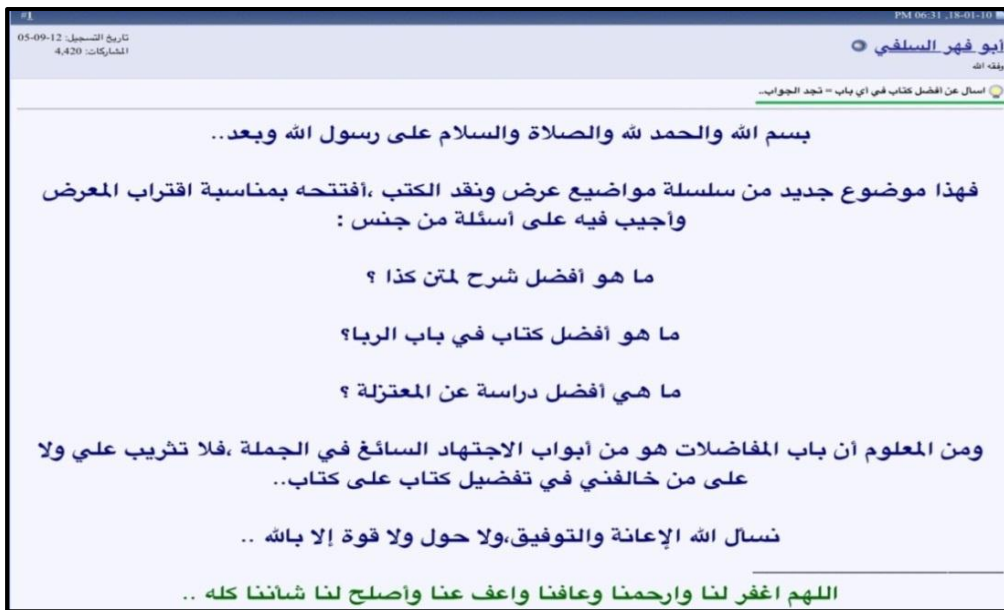 #1
PM 06:31 ,18-01-10
أبو فهر السلفي
وفقه الله
تاريخ التسجيل: 12-09-05
المشاركات: 4,420
اسأل عن أفضل كتاب في أي باب = تجد الجواب..
بسم الله والحمد لله والصلاة والسلام على رسول الله وبعد..
فهذا موضوع جديد من سلسلة مواضيع عرض ونقد الكتب ،أفتتحه بمناسبة اقتراب المعرض
وأجيب فيه على أسئلة من جنس :
ما هو أفضل شرح لمتن كذا ؟
ما هو أفضل كتاب في باب الربا؟
ما هي أفضل دراسة عن المعتزلة ؟
ومن المعلوم أن باب المفاضلات هو من أبواب الاجتهاد السائغ في الجملة ،فلا تثريب علي ولا
على من خالفني في تفضيل كتاب على كتاب..
نسأل الله الإعانة والتوفيق،ولا حول ولا قوة إلا بالله ..
اللهم اغفر لنا وارحمنا وعافنا واعف عنا وأصلح لنا شأننا كله ..